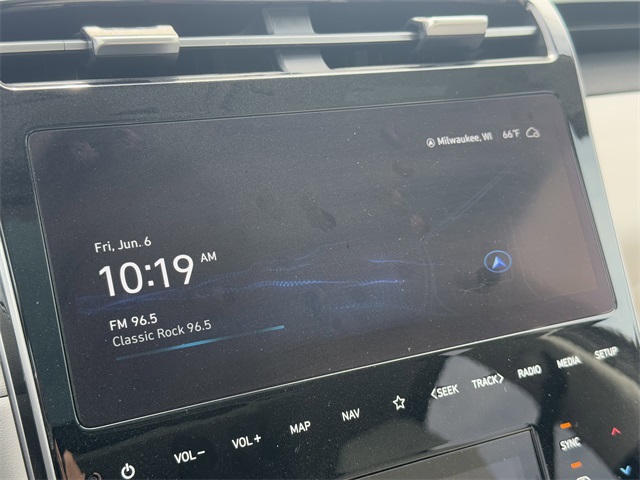 Milwaukee, WI 66°F
Fri, Jun. 6
10:19 AM
FM 96.5
Classic Rock 96.5
VOL− VOL+ MAP NAV <SEEK TRACK> RADIO MEDIA SETUP
SYNC